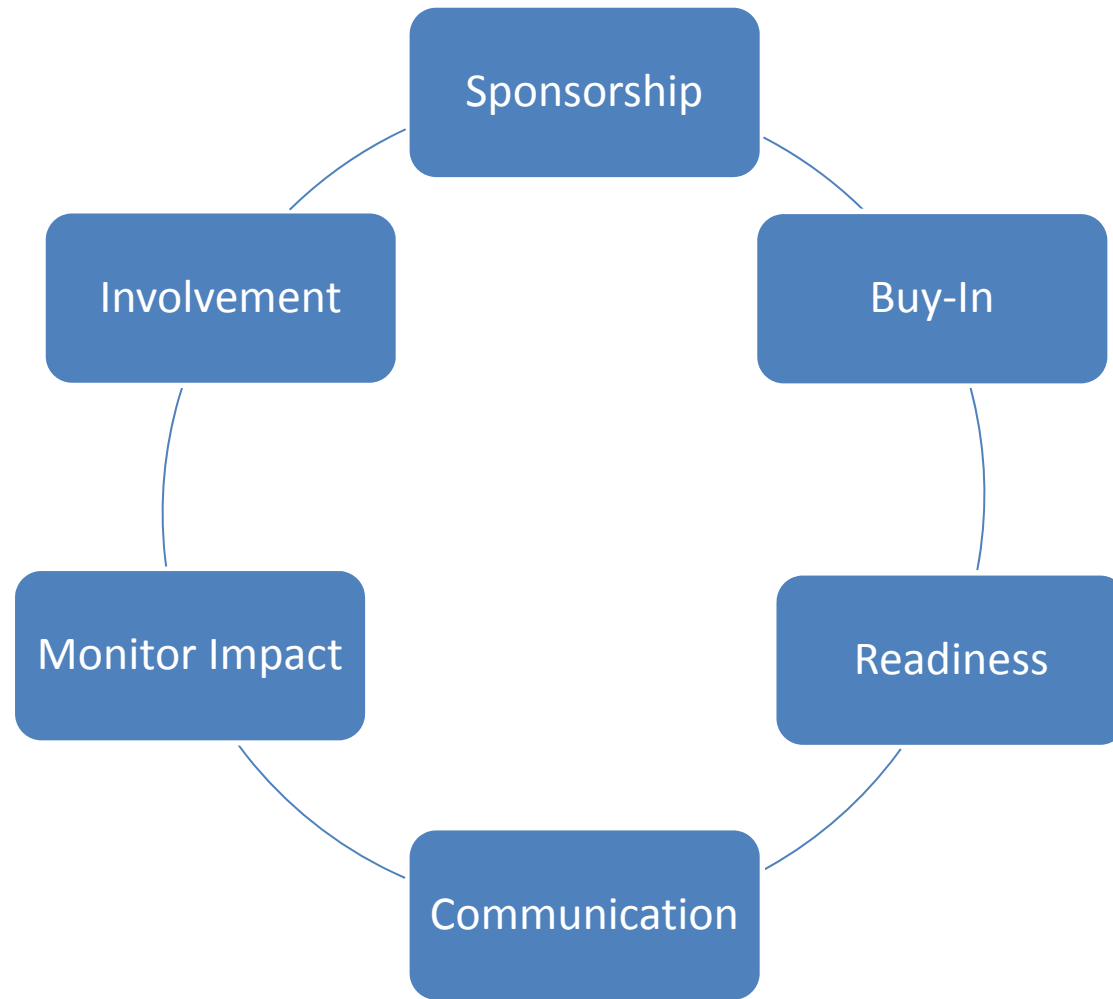 Sponsorship
Buy-In
Readiness
Communication
Monitor Impact
Involvement